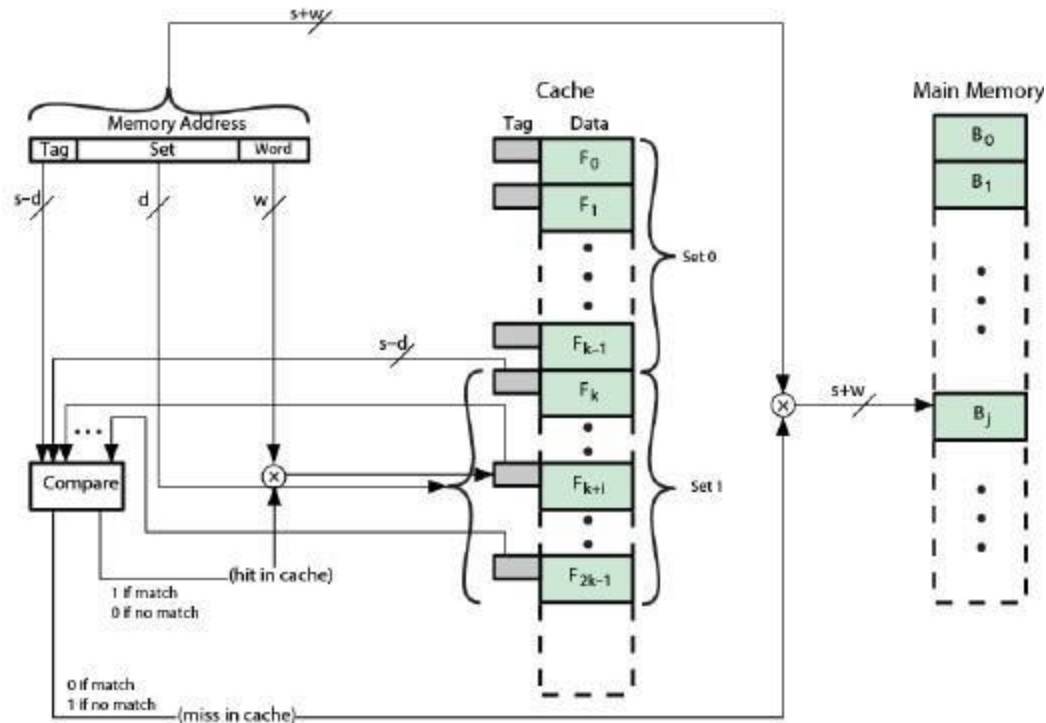 s+w
Cache
Main Memory
Memory Address
Tag Data
Tag Set Word
F0
B0
F1
B1
s–d
d
w
Set 0
s–d
Fk–1
Fk
s+w
Bj
Compare
Fk+i
Set 1
F2k–1
(hit in cache)
1 if match
0 if no match
0 if match
1 if no match
(miss in cache)